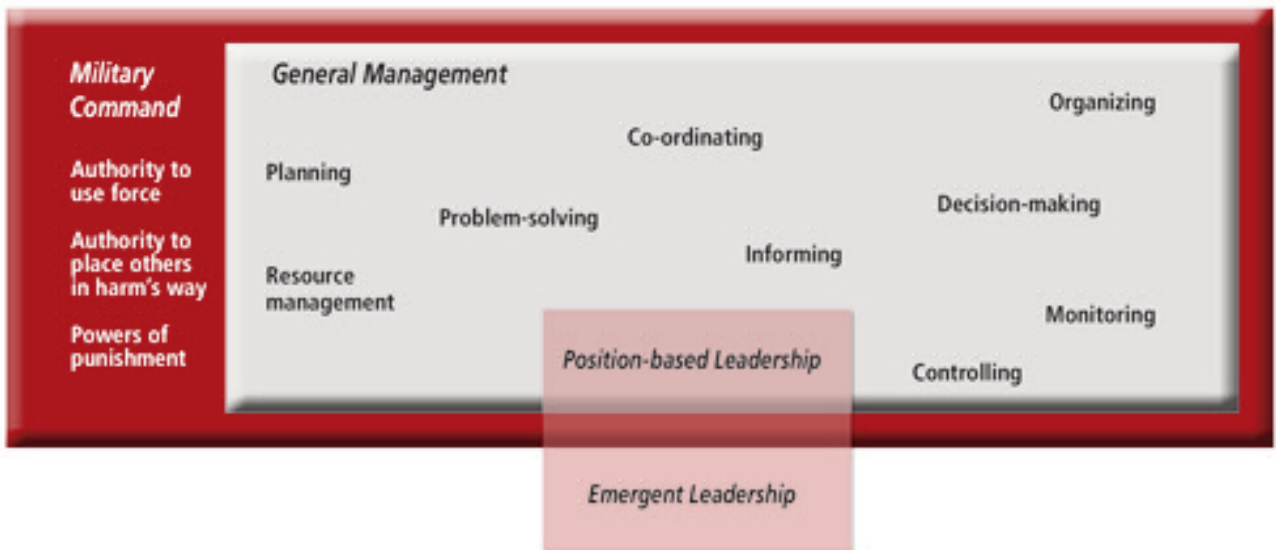 Military
Command
Authority to
use force
Authority to
place others
in harm's way
Powers of
punishment
General Management
Organizing
Co-ordinating
Planning
Decision-making
Problem-solving
Informing
Resource
management
Monitoring
Position-based Leadership
Controlling
Emergent Leadership